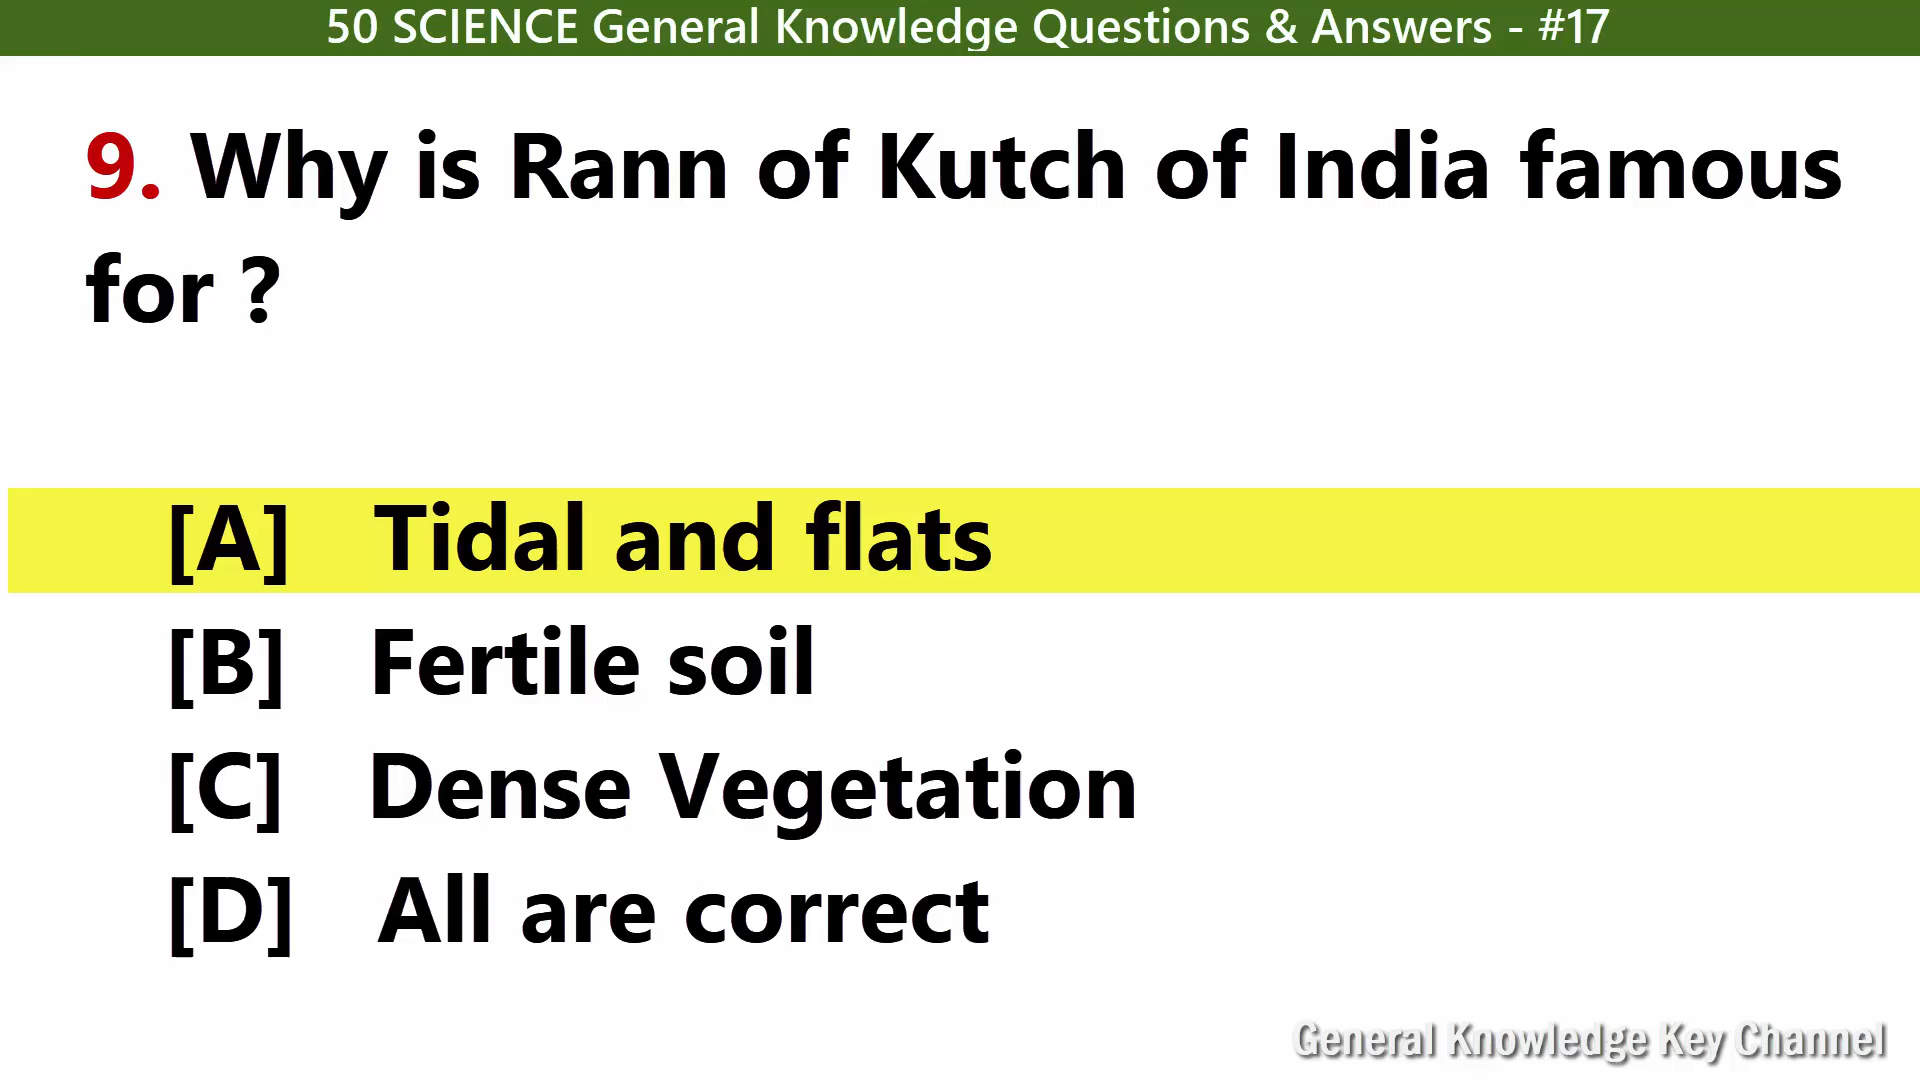 50 SCIENCE General Knowledge Questions & Answers - #17
9. Why is Rann of Kutch of India famous
for ?
[A] Tidal and flats
[B] Fertile soil
[C] Dense Vegetation
[D] All are correct
General Knowledge Key Channel